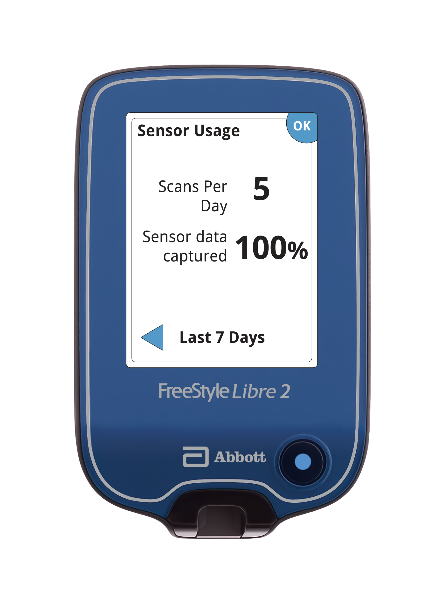 Sensor Usage
OK
Scans Per
Day
5
Sensor data
captured
100%
Last 7 Days
FreeStyle Libre 2
Abbott